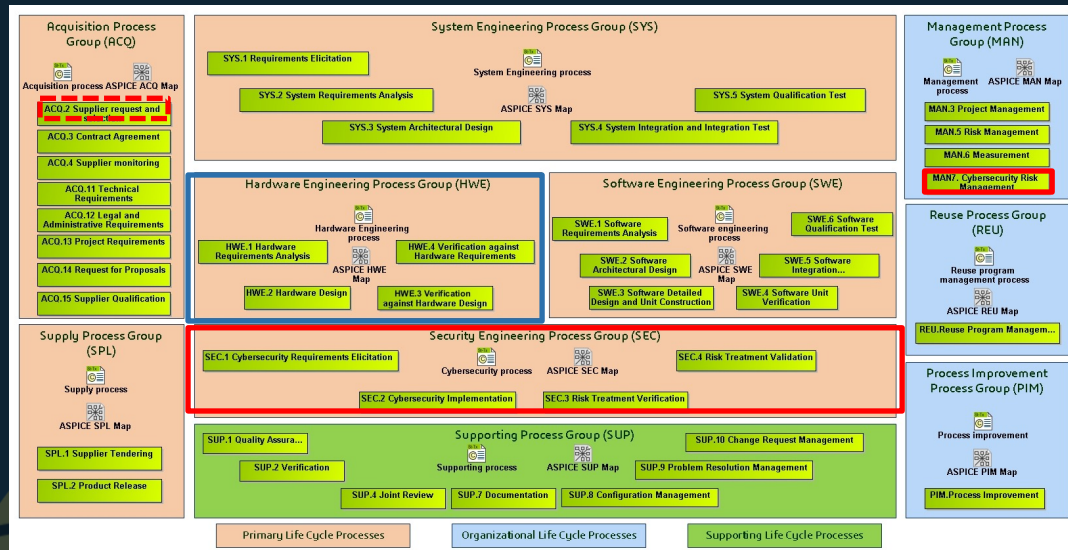 Acquisition Process
Group (ACQ)
Acquisition process
ASPICE ACQ Map
ACQ.2 Supplier request and
ACQ.3 Contract Agreement
ACQ.4 Supplier monitoring
ACQ.11 Technical
Requirements
ACQ.12 Legal and
Administrative Requirements
ACQ.13 Project Requirements
ACQ.14 Request for Proposals
ACQ.15 Supplier Qualification
Supply Process Group
(SPL)
Supply process
ASPICE SPL Map
SPL.1 Supplier Tendering
SPL.2 Product Release
System Engineering Process Group (SYS)
SYS.1 Requirements Elicitation
System Engineering process
SYS.2 System Requirements Analysis
ASPICE SYS Map
SYS.5 System Qualification Test
SYS.3 System Architectural Design
SYS.4 System Integration and Integration Test
Hardware Engineering Process Group (HWE)
Hardware Engineering
process
HWE.1 Hardware
Requirements Analysis
ASPICE HWE
Map
HWE.4 Verification against
Hardware Requirements
HWE.2 Hardware Design
HWE.3 Verification
against Hardware Design
Software Engineering Process Group (SWE)
SWE.1 Software
Requirements Analysis
Software engineering
process
SWE.6 Software
Qualification Test
SWE.2 Software
Architectural Design
ASPICE SWE
Map
SWE.5 Software
Integration...
SWE.3 Software Detailed
Design and Unit Construction
SWE.4 Software Unit
Verification
Security Engineering Process Group (SEC)
SEC.1 Cybersecurity Requirements Elicitation
Cybersecurity process
ASPICE SEC Map
SEC.4 Risk Treatment Validation
SEC.2 Cybersecurity Implementation
SEC.3 Risk Treatment Verification
Supporting Process Group (SUP)
SUP.1 Quality Assura...
Supporting process
ASPICE SUP Map
SUP.10 Change Request Management
SUP.2 Verification
SUP.9 Problem Resolution Management
SUP.4 Joint Review
SUP.7 Documentation
SUP.8 Configuration Management
Management Process
Group (MAN)
Management
process
ASPICE MAN Map
MAN.3 Project Management
MAN.5 Risk Management
MAN.6 Measurement
MAN7. Cybersecurity Risk
Management
Reuse Process Group
(REU)
Reuse program
management process
ASPICE REU Map
REU.Reuse Program Managem...
Process Improvement
Process Group (PIM)
Process improvement
ASPICE PIM Map
PIM.Process Improvement
Primary Life Cycle Processes
Organizational Life Cycle Processes
Supporting Life Cycle Processes